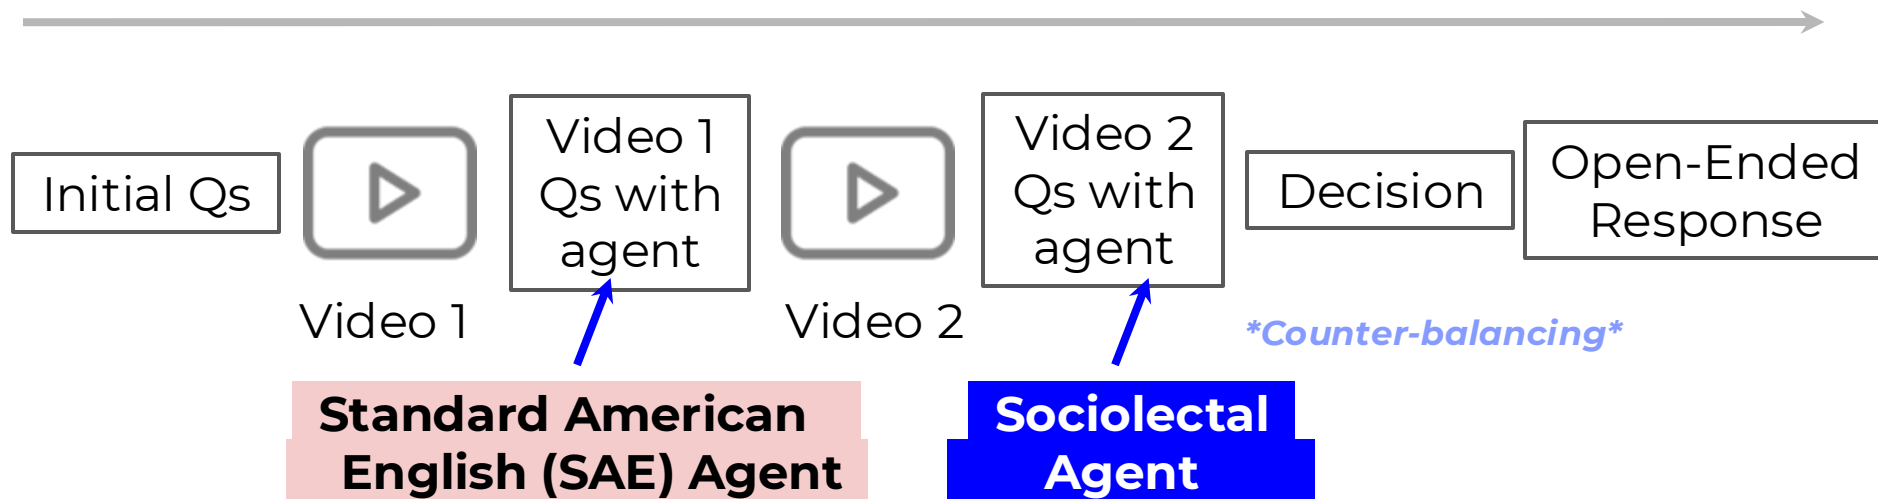 Initial Qs
Video 1
Video 1
Qs with
agent
Video 2
Video 2
Qs with
agent
Decision
Open-Ended
Response
*Counter-balancing*
Standard American
English (SAE) Agent
Sociolectal
Agent